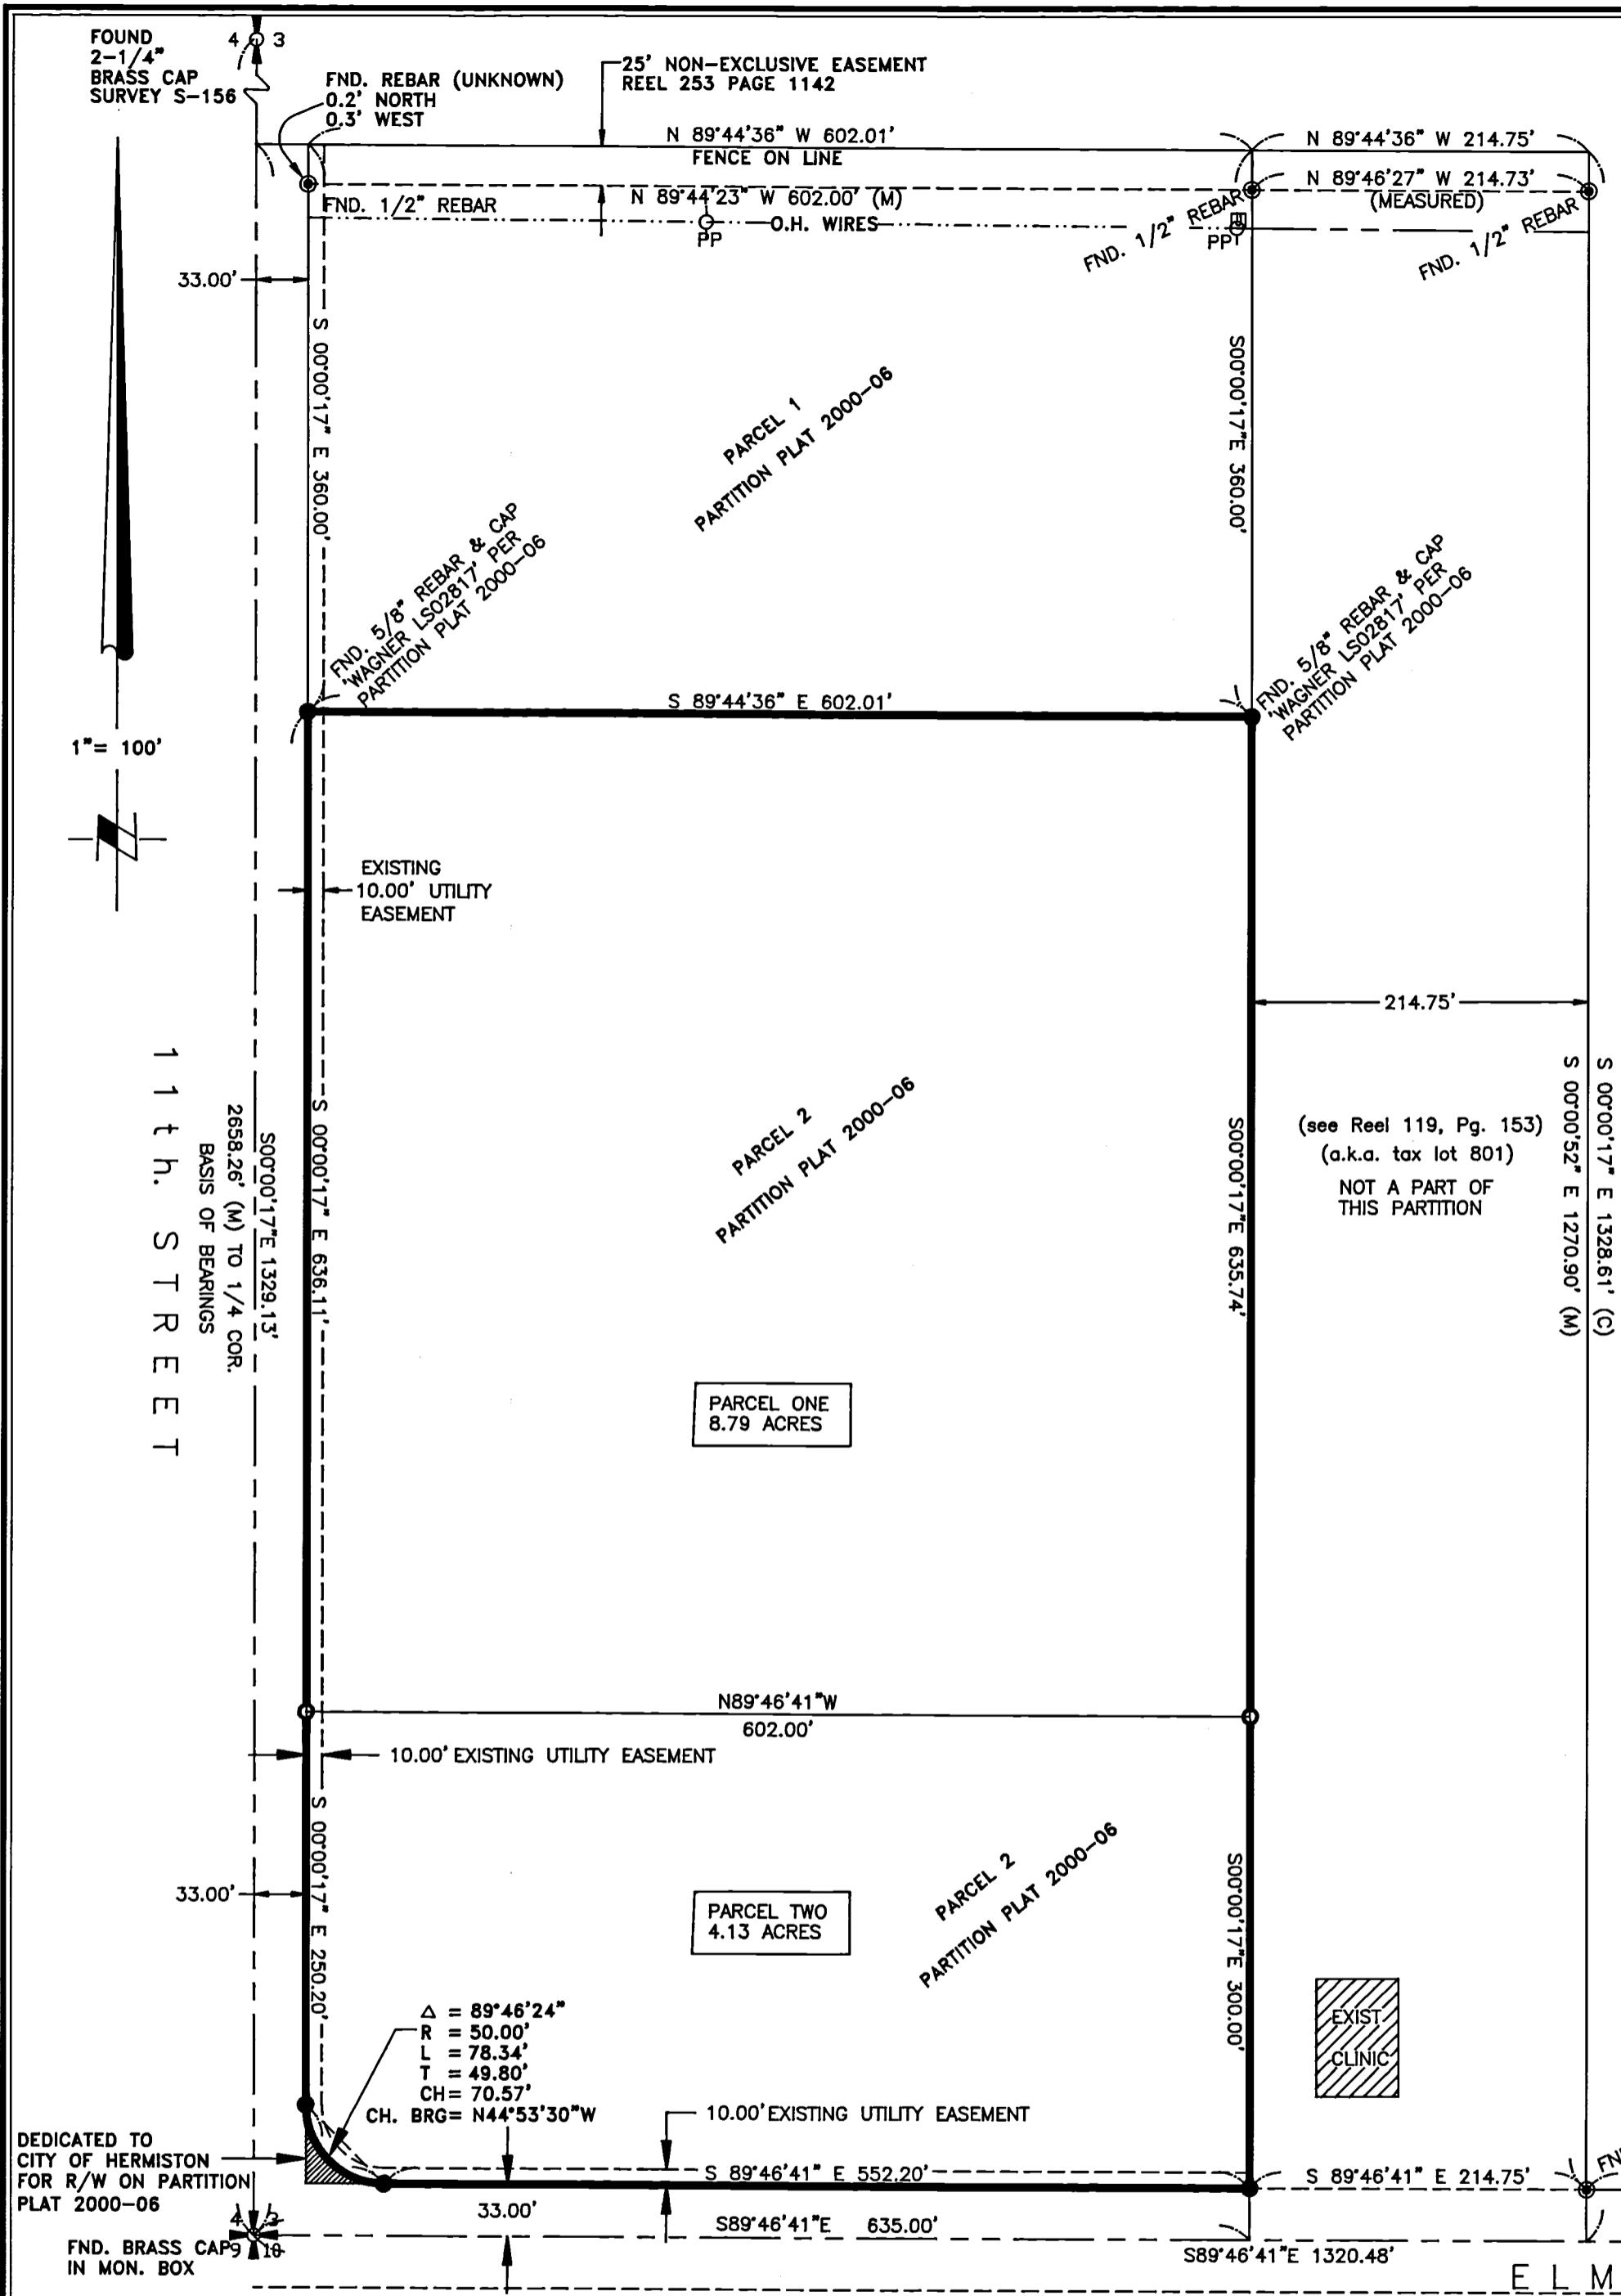 FOUND
2-1/4"
BRASS CAP
SURVEY S-156
4 3
FND. REBAR (UNKNOWN)
0.2' NORTH
0.3' WEST
25' NON-EXCLUSIVE EASEMENT
REEL 253 PAGE 1142
N 89°44'36" W 602.01'
FENCE ON LINE
N 89°44'36" W 214.75'
N 89°44'23" W 602.00' (M)
N 89°46'27" W 214.73'
(MEASURED)
FND. 1/2" REBAR
O.H. WIRES
PP
FND. 1/2" REBAR
PPT
FND. 1/2" REBAR
33.00'
S 00°00'17" E 360.00'
S00°00'17"E 360.00'
PARCEL 1
PARTITION PLAT 2000-06
FND. 5/8" REBAR & CAP
'WAGNER LS02817' PER
PARTITION PLAT 2000-06
FND. 5/8" REBAR & CAP
'WAGNER LS02817' PER
PARTITION PLAT 2000-06
S 89°44'36" E 602.01'
1"= 100'
EXISTING
10.00' UTILITY
EASEMENT
214.75'
11th. STREET
S00°00'17"E 1329.13'
2658.26' (M) TO 1/4 COR.
BASIS OF BEARINGS
S 00°00'17" E 636.11'
PARCEL 2
PARTITION PLAT 2000-06
S00°00'17"E 635.74'
(see Reel 119, Pg. 153)
(a.k.a. tax lot 801)
NOT A PART OF
THIS PARTITION
S 00°00'17" E 1328.61' (C)
S 00°00'52" E 1270.90' (M)
PARCEL ONE
8.79 ACRES
N89°46'41"W
602.00'
10.00' EXISTING UTILITY EASEMENT
S 00°00'17" E 250.20'
33.00'
PARCEL TWO
4.13 ACRES
PARCEL 2
PARTITION PLAT 2000-06
S00°00'17"E 300.00'
EXIST
CLINIC
Δ = 89°46'24"
R = 50.00'
L = 78.34'
T = 49.80'
CH= 70.57'
CH. BRG= N44°53'30"W
10.00' EXISTING UTILITY EASEMENT
DEDICATED TO
CITY OF HERMISTON
FOR R/W ON PARTITION
PLAT 2000-06
S 89°46'41" E 552.20'
S 89°46'41" E 214.75'
33.00'
S89°46'41"E 635.00'
4 3
9 10
FND. BRASS CAP
IN MON. BOX
S89°46'41"E 1320.48'
ELM